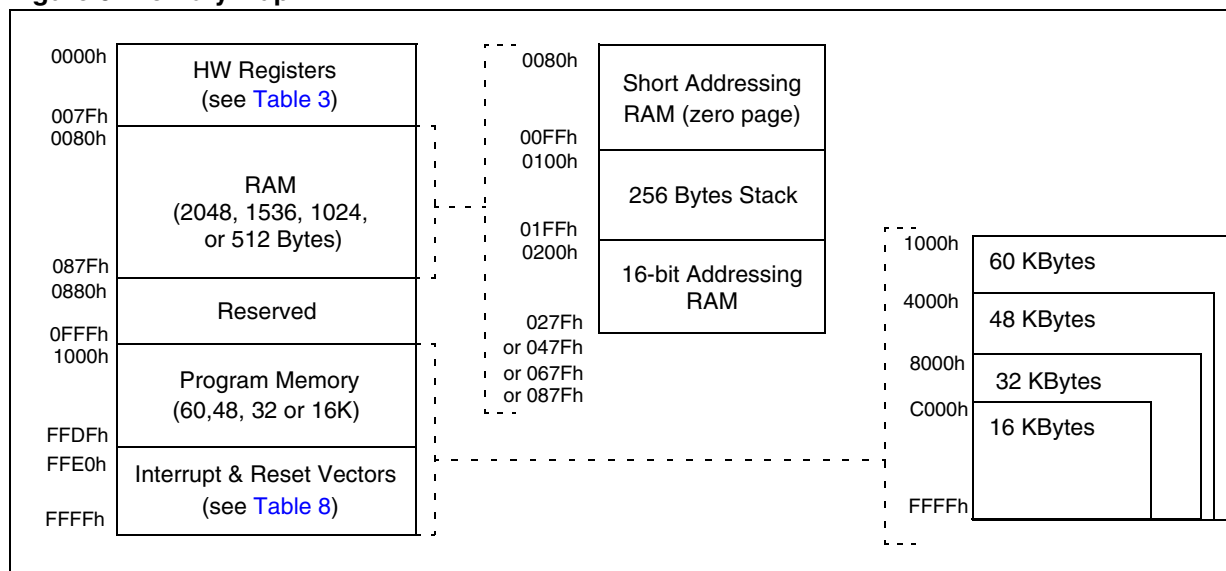 0000h
HW Registers
(see Table 3)
007Fh
0080h
RAM
(2048, 1536, 1024,
or 512 Bytes)
087Fh
0880h
Reserved
0FFFh
1000h
Program Memory
(60,48, 32 or 16K)
FFDFh
FFE0h
Interrupt & Reset Vectors
(see Table 8)
FFFFh
0080h
Short Addressing
RAM (zero page)
00FFh
0100h
256 Bytes Stack
01FFh
0200h
16-bit Addressing
RAM
027Fh
or 047Fh
or 067Fh
or 087Fh
1000h
60 KBytes
4000h
48 KBytes
8000h
32 KBytes
C000h
16 KBytes
FFFFh